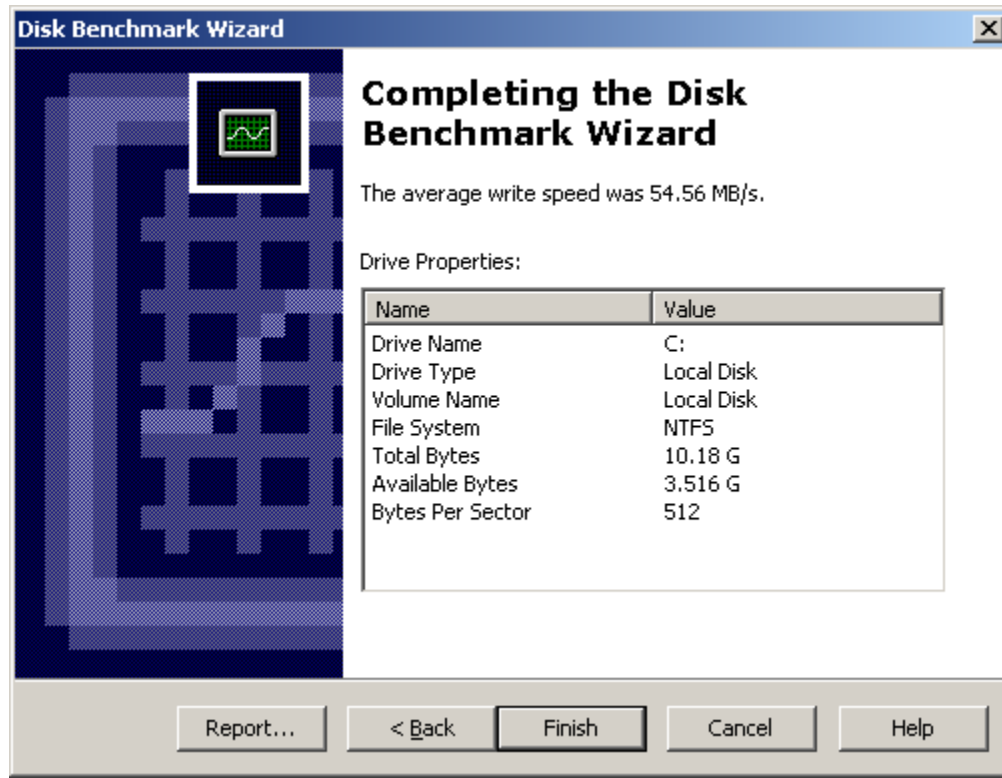 Disk Benchmark Wizard
Completing the Disk
Benchmark Wizard
The average write speed was 54.56 MB/s.
Drive Properties:
Name Value
Drive Name C:
Drive Type Local Disk
Volume Name Local Disk
File System NTFS
Total Bytes 10.18 G
Available Bytes 3.516 G
Bytes Per Sector 512
Report... < Back Finish Cancel Help